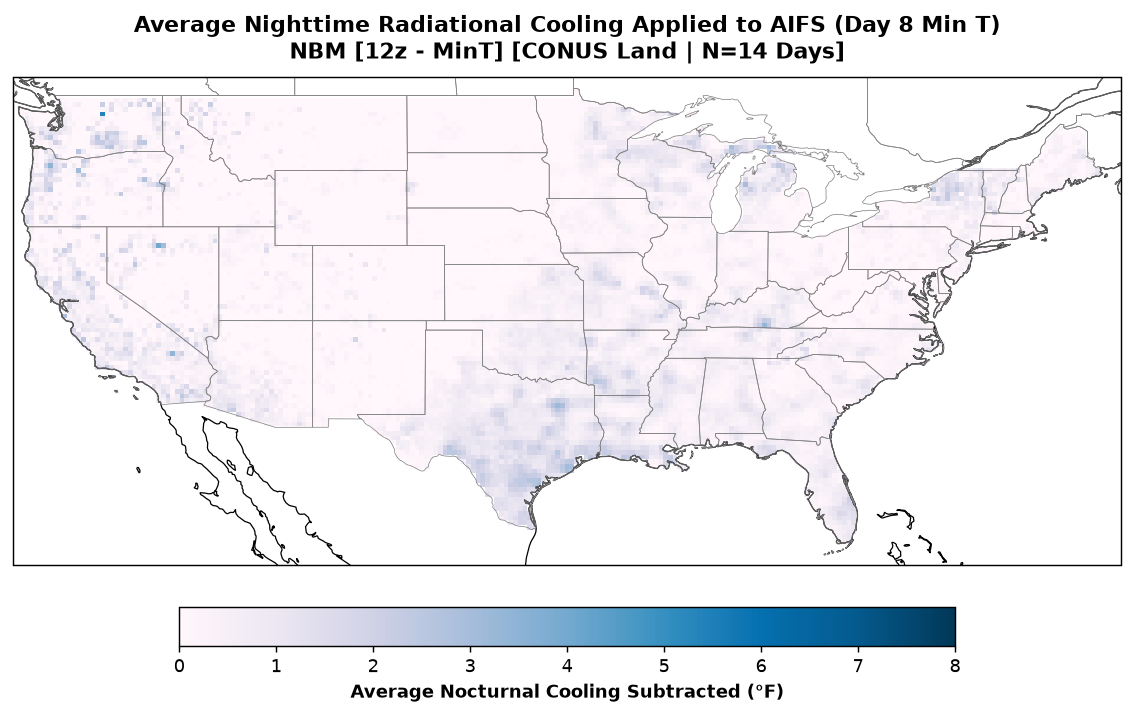 Average Nighttime Radiational Cooling Applied to AIFS (Day 8 Min T)
NBM [12z - MinT] [CONUS Land | N=14 Days]
0 1 2 3 4 5 6 7 8
Average Nocturnal Cooling Subtracted (°F)